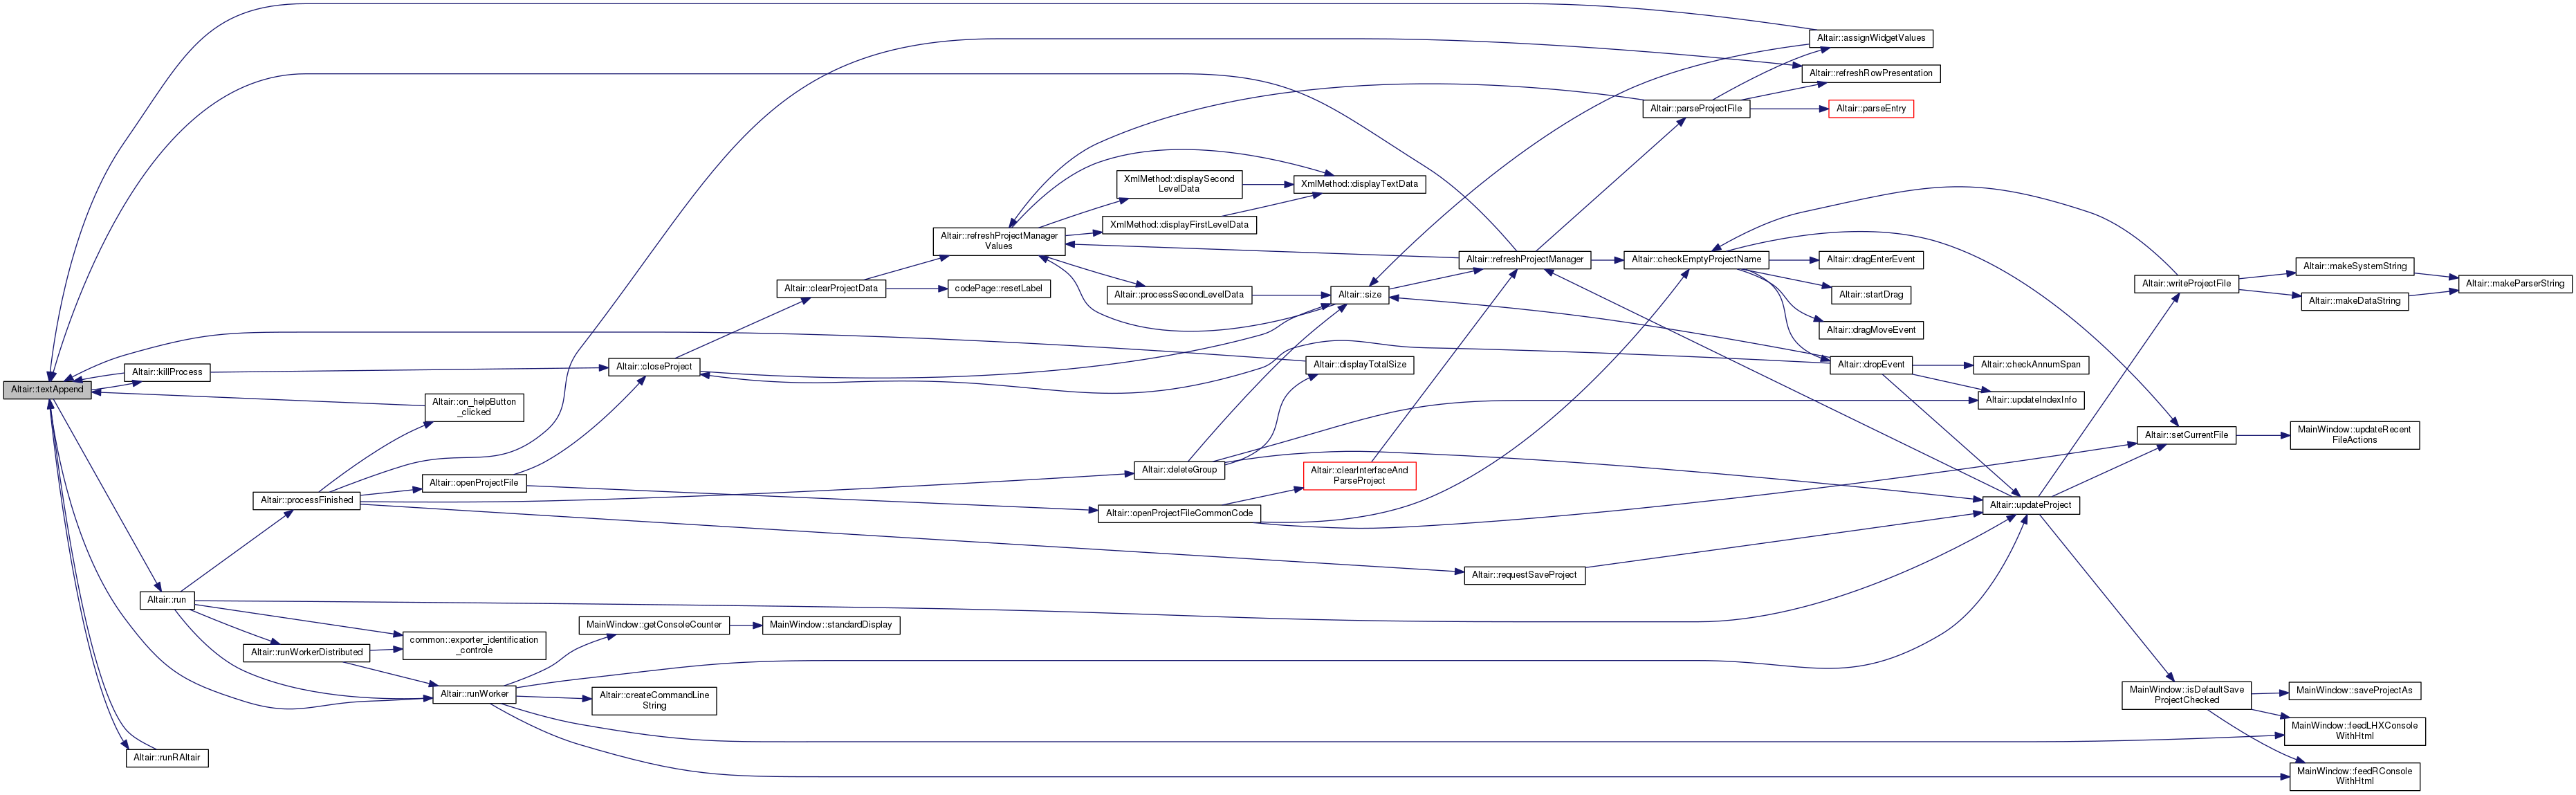 Altair::textAppend
Altair::killProcess
Altair::on_helpButton
_clicked
Altair::processFinished
Altair::openProjectFile
Altair::run
Altair::runWorkerDistributed
common::exporter_identification
_controle
Altair::runWorker
Altair::runRAltair
Altair::closeProject
MainWindow::getConsoleCounter
MainWindow::standardDisplay
Altair::createCommandLine
String
Altair::clearProjectData
Altair::refreshProjectManager
Values
codePage::resetLabel
XmlMethod::displaySecond
LevelData
XmlMethod::displayFirstLevelData
Altair::processSecondLevelData
XmlMethod::displayTextData
Altair::size
Altair::displayTotalSize
Altair::deleteGroup
Altair::clearInterfaceAnd
ParseProject
Altair::openProjectFileCommonCode
Altair::requestSaveProject
Altair::refreshProjectManager
Altair::parseProjectFile
Altair::checkEmptyProjectName
Altair::assignWidgetValues
Altair::refreshRowPresentation
Altair::parseEntry
Altair::dragEnterEvent
Altair::startDrag
Altair::dragMoveEvent
Altair::dropEvent
Altair::checkAnnumSpan
Altair::updateIndexInfo
Altair::updateProject
Altair::writeProjectFile
Altair::makeSystemString
Altair::makeDataString
Altair::makeParserString
Altair::setCurrentFile
MainWindow::updateRecent
FileActions
MainWindow::isDefaultSave
ProjectChecked
MainWindow::saveProjectAs
MainWindow::feedLHXConsole
WithHtml
MainWindow::feedRConsole
WithHtml